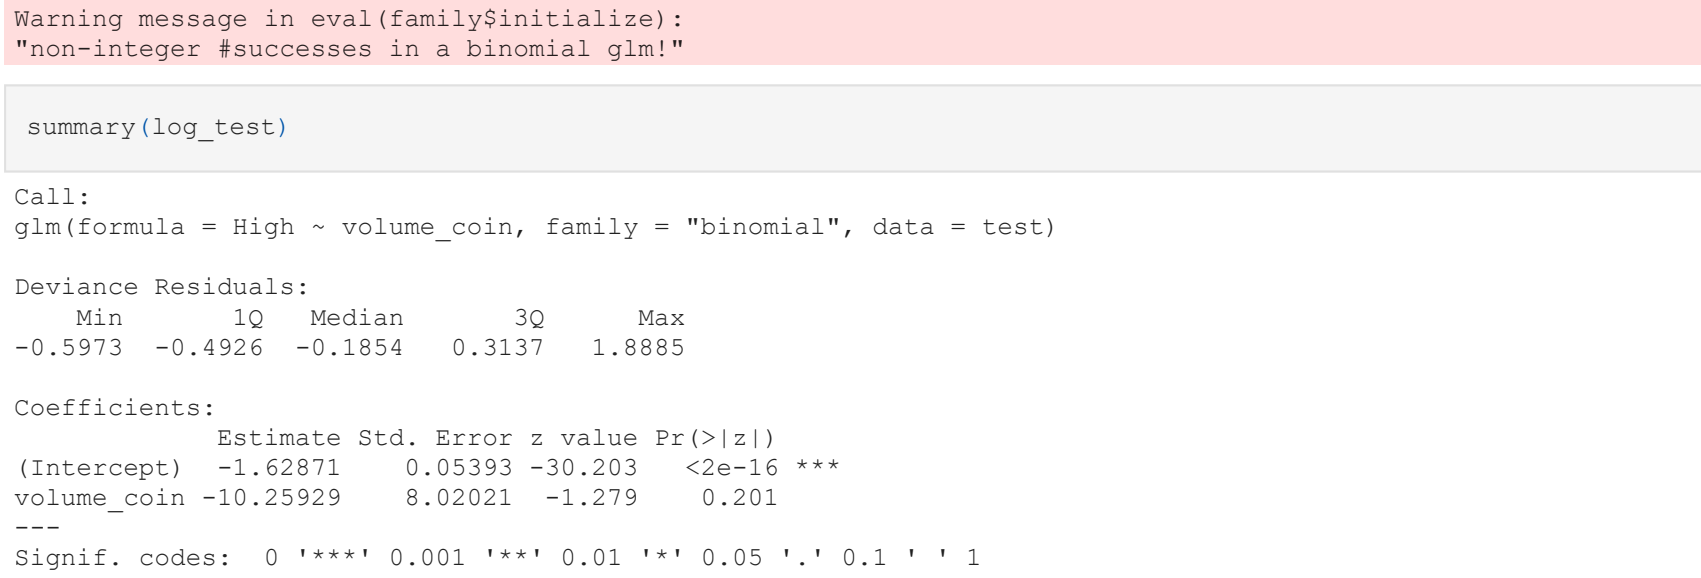 Warning message in eval(family$initialize):
"non-integer #successes in a binomial glm!"
summary(log_test)
Call:
glm(formula = High ~ volume_coin, family = "binomial", data = test)
Deviance Residuals:
    Min       1Q   Median       3Q      Max
-0.5973  -0.4926  -0.1854   0.3137   1.8885
Coefficients:
             Estimate Std. Error z value Pr(>|z|)
(Intercept)  -1.62871    0.05393 -30.203   <2e-16 ***
volume_coin -10.25929    8.02021  -1.279    0.201
---
Signif. codes:  0 '***' 0.001 '**' 0.01 '*' 0.05 '.' 0.1 ' ' 1